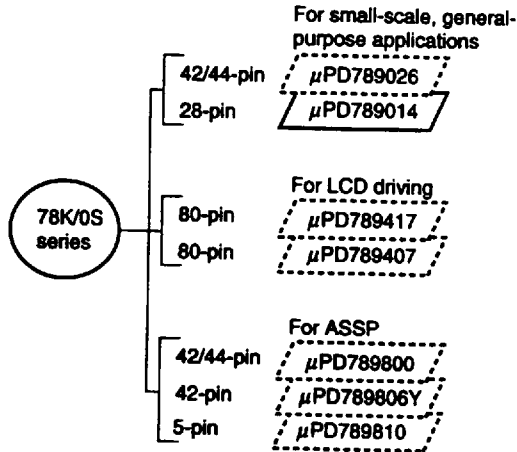 For small-scale, general-
purpose applications
42/44-pin μPD789026
28-pin μPD789014
78K/0S
series
For LCD driving
80-pin μPD789417
80-pin μPD789407
For ASSP
42/44-pin μPD789800
42-pin μPD789806Y
5-pin μPD789810